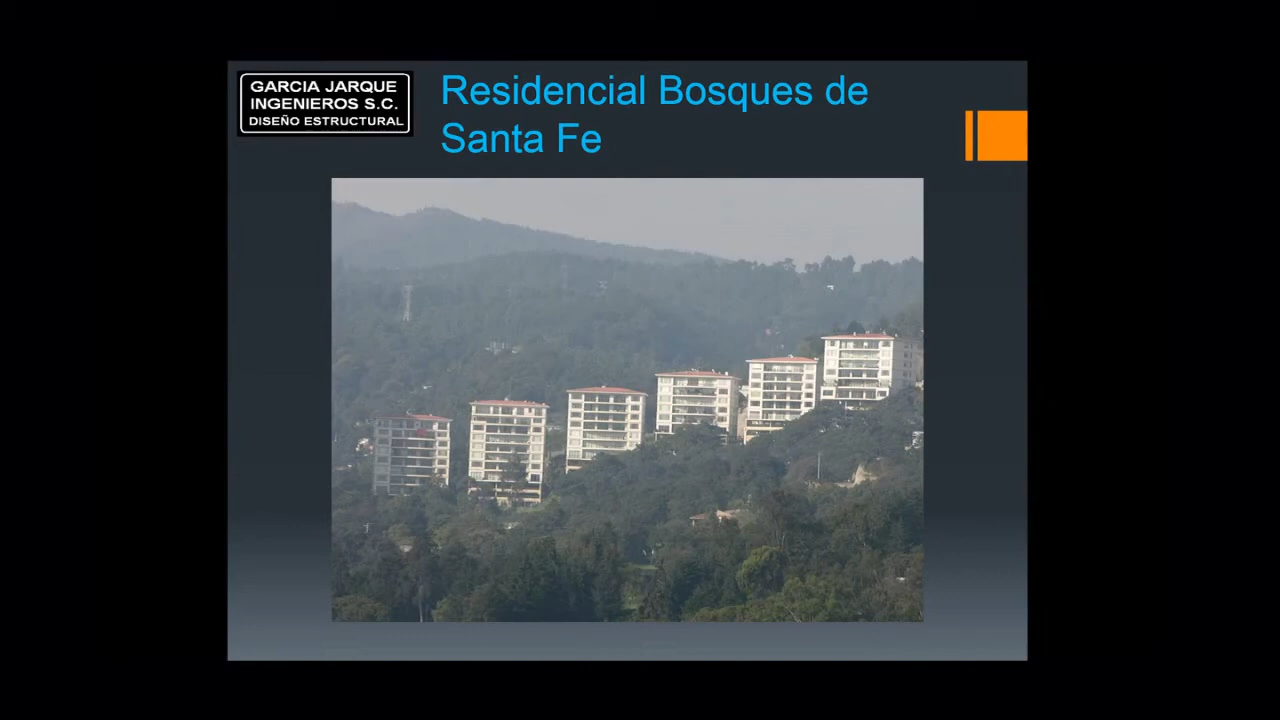 GARCIA JARQUE
INGENIEROS S.C.
DISEÑO ESTRUCTURAL
Residencial Bosques de
Santa Fe